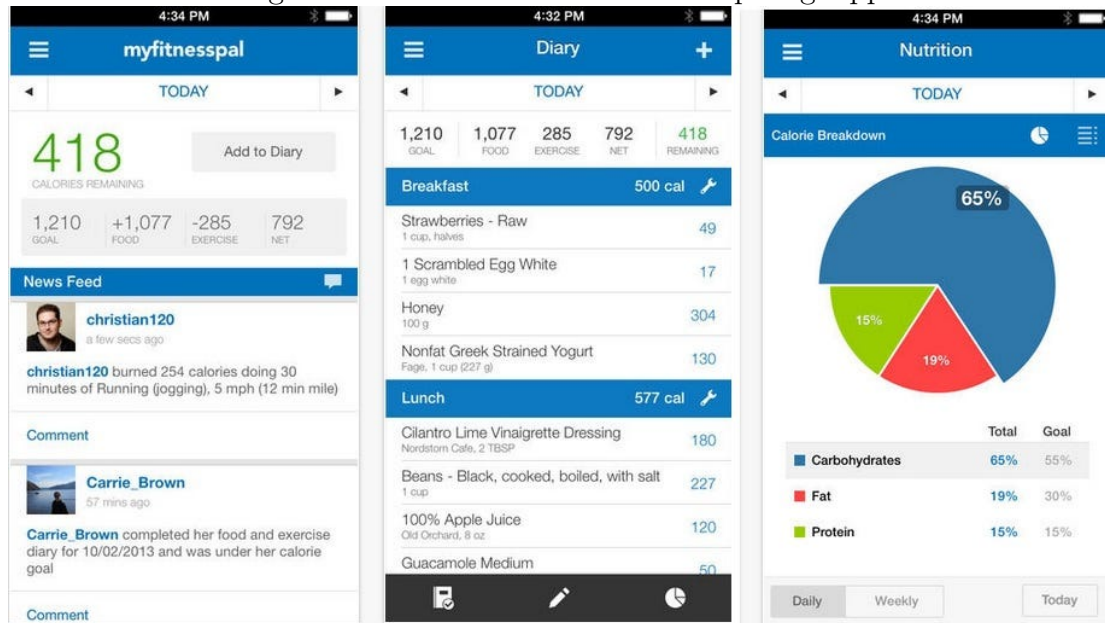 4:34 PM
myfitnesspal
TODAY
418
CALORIES REMAINING
Add to Diary
1,210 +1,077 -285 792
GOAL FOOD EXERCISE NET
News Feed
christian120
a few secs ago
christian120 burned 254 calories doing 30
minutes of Running (jogging), 5 mph (12 min mile)
Comment
Carrie_Brown
57 mins ago
Carrie_Brown completed her food and exercise
diary for 10/02/2013 and was under her calorie
goal
Comment
4:32 PM
Diary
TODAY
1,210 1,077 285 792 418
GOAL FOOD EXERCISE NET REMAINING
Breakfast 500 cal
Strawberries - Raw 49
1 cup, halves
1 Scrambled Egg White 17
1 egg white
Honey 304
100 g
Nonfat Greek Strained Yogurt 130
Fage, 1 cup (227 g)
Lunch 577 cal
Cilantro Lime Vinaigrette Dressing 180
Nordstom Cafe, 2 TBSP
Beans - Black, cooked, boiled, with salt 227
1 cup
100% Apple Juice 120
Old Orchard, 8 oz
Guacamole Medium 50
4:34 PM
Nutrition
TODAY
Calorie Breakdown
65%
15%
19%
Total Goal
Carbohydrates 65% 55%
Fat 19% 30%
Protein 15% 15%
Daily Weekly Today